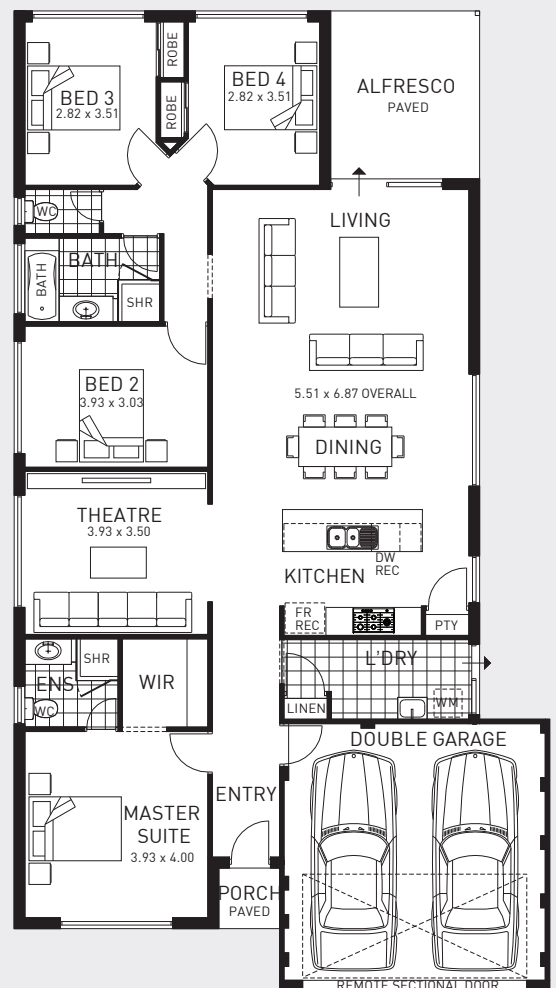 BED 3
2.82 x 3.51
ROBE
ROBE
BED 4
2.82 x 3.51
ALFRESCO
PAVED
WC
BATH
BATH
SHR
LIVING
BED 2
3.93 x 3.03
5.51 x 6.87 OVERALL
DINING
THEATRE
3.93 x 3.50
DW
REC
KITCHEN
FR
REC
PTY
ENS.
SHR
WC
WIR
L'DRY
LINEN
WM
DOUBLE GARAGE
ENTRY
MASTER
SUITE
3.93 x 4.00
PORCH
PAVED
REMOTE SECTIONAL DOOR